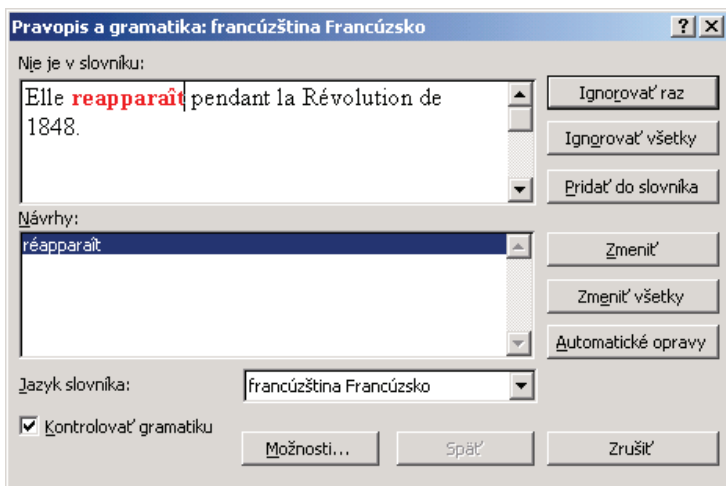 Pravopis a gramatika: francúzština Francúzsko
Nie je v slovníku:
Elle reapparaît pendant la Révolution de
1848.
Ignorovať raz
Ignorovať všetky
Pridať do slovníka
Návrhy:
réapparaît
Zmeniť
Zmeniť všetky
Automatické opravy
Jazyk slovníka:
francúzština Francúzsko
Kontrolovať gramatiku
Možnosti...
Späť
Zrušiť